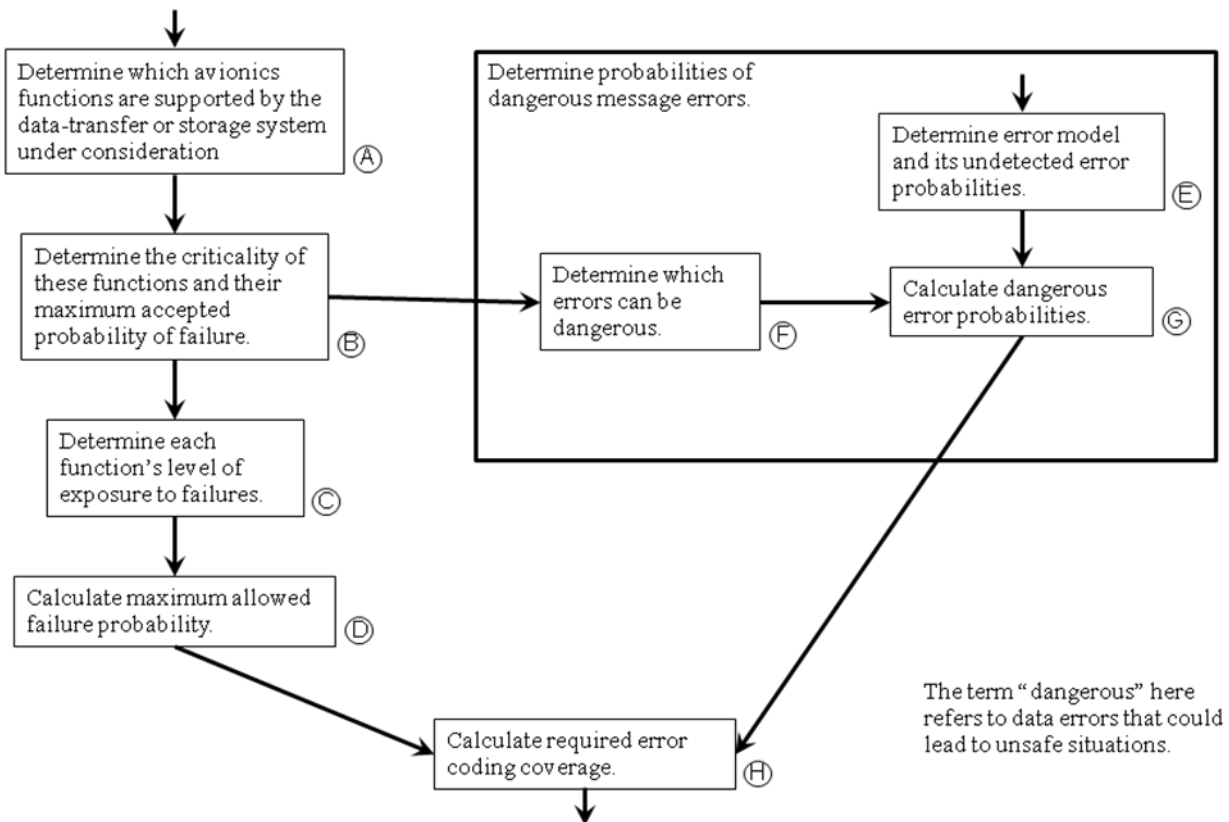 Determine which avionics
functions are supported by the
data-transfer or storage system
under consideration
A
Determine the criticality of
these functions and their
maximum accepted
probability of failure.
B
Determine each
function’s level of
exposure to failures.
C
Calculate maximum allowed
failure probability.
D
Determine probabilities of
dangerous message errors.
Determine error model
and its undetected error
probabilities.
E
Determine which
errors can be
dangerous.
F
Calculate dangerous
error probabilities.
G
Calculate required error
coding coverage.
H
The term “dangerous” here
refers to data errors that could
lead to unsafe situations.